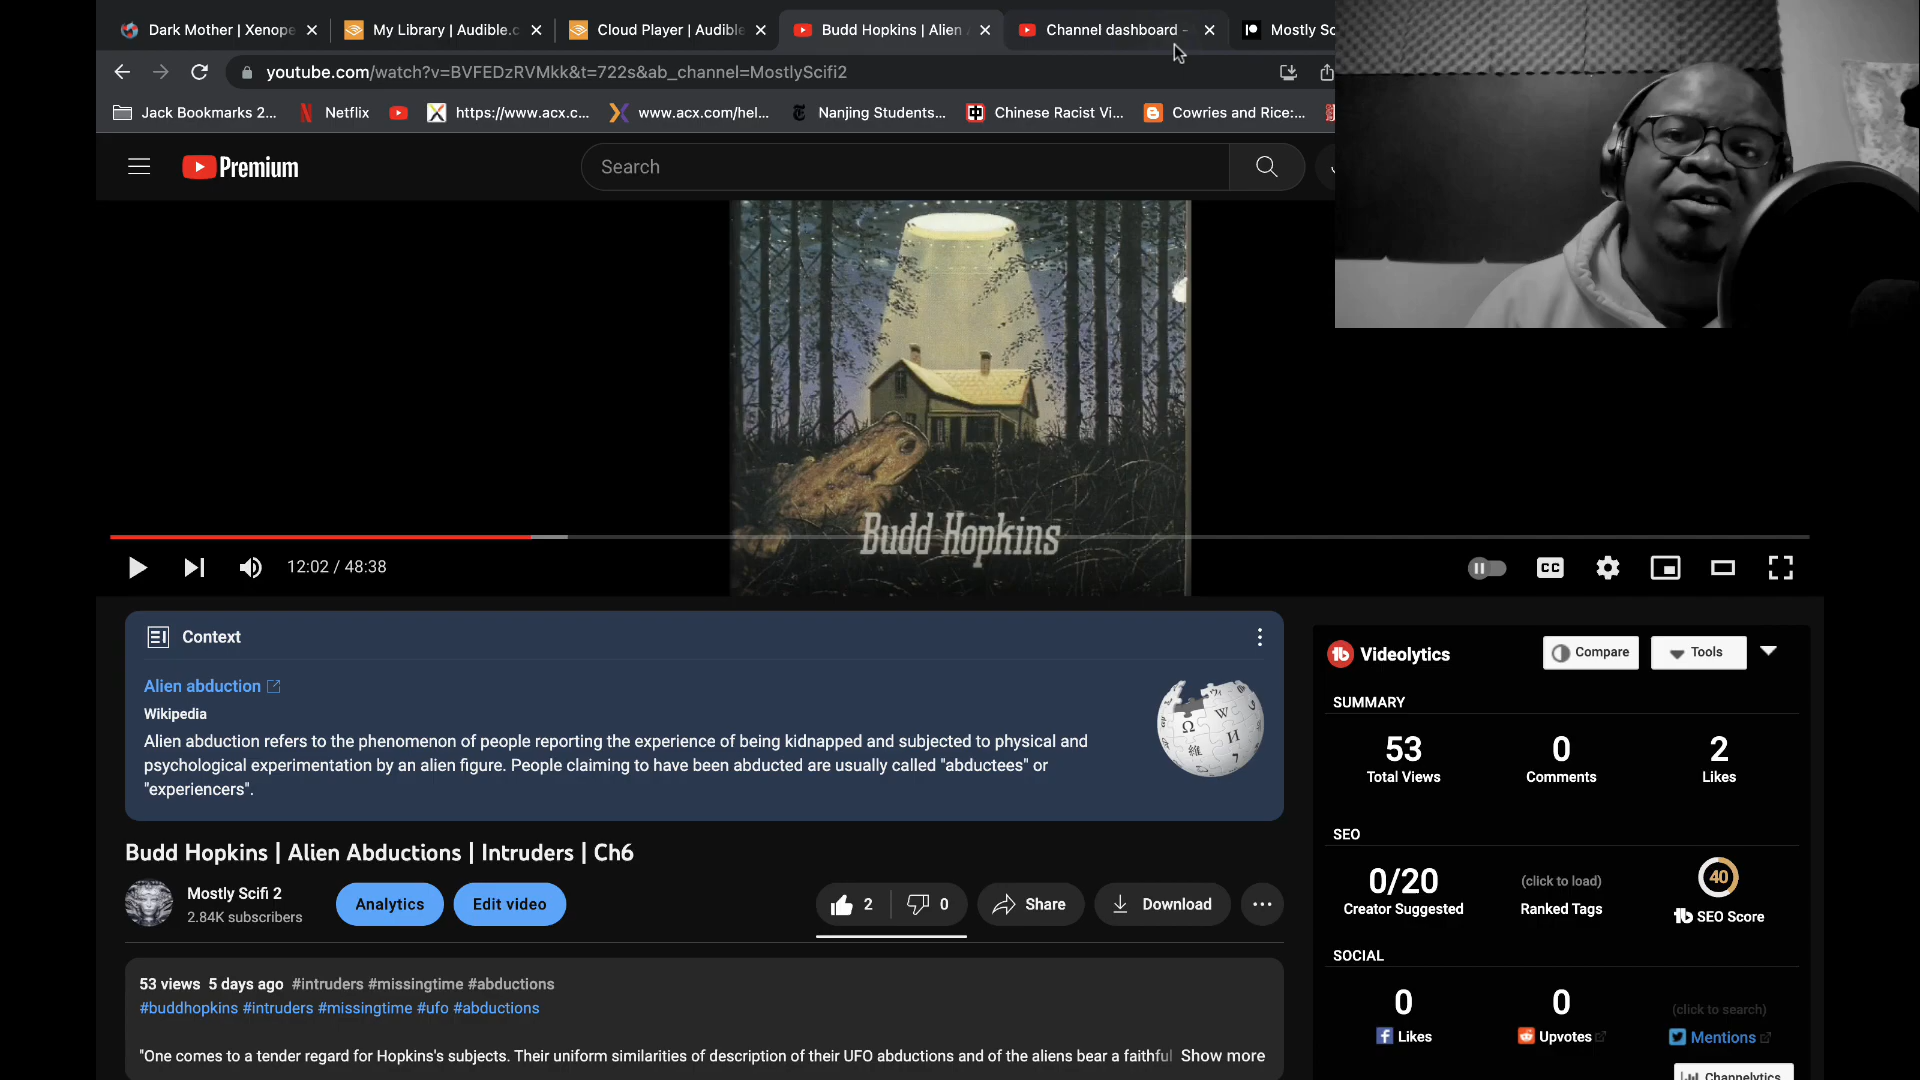 Dark Mother | Xenope
My Library | Audible.c
Cloud Player | Audible
Budd Hopkins | Alien
Channel dashboard -
Mostly Sc
youtube.com/watch?v=BVFEDzRVMkk&t=722s&ab_channel=MostlyScifi2
Jack Bookmarks 2...
Netflix
https://www.acx.c...
www.acx.com/hel...
Nanjing Students...
Chinese Racist Vi...
Cowries and Rice:...
Premium
Search
Budd Hopkins
12:02 / 48:38
CC
Context
Alien abduction
Wikipedia
Alien abduction refers to the phenomenon of people reporting the experience of being kidnapped and subjected to physical and
psychological experimentation by an alien figure. People claiming to have been abducted are usually called "abductees" or
"experiencers".
Budd Hopkins | Alien Abductions | Intruders | Ch6
Mostly Scifi 2
2.84K subscribers
Analytics
Edit video
2
0
Share
Download
53 views 5 days ago #intruders #missingtime #abductions
#buddhopkins #intruders #missingtime #ufo #abductions
"One comes to a tender regard for Hopkins's subjects. Their uniform similarities of description of their UFO abductions and of the aliens bear a faithful Show more
Videolytics
Compare
Tools
SUMMARY
53
0
2
Total Views
Comments
Likes
SEO
0/20
(click to load)
40
Creator Suggested
Ranked Tags
SEO Score
SOCIAL
0
0
(click to search)
Likes
Upvotes
Mentions
Channelytics